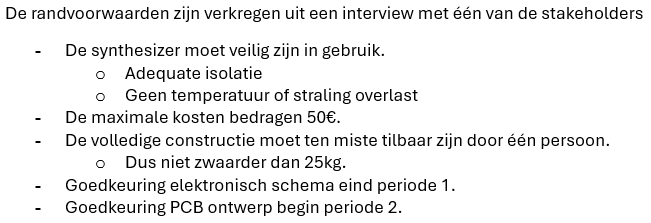 De randvoorwaarden zijn verkregen uit een interview met één van de stakeholders
- De synthesizer moet veilig zijn in gebruik.
o Adequate isolatie
o Geen temperatuur of straling overlast
- De maximale kosten bedragen 50€.
- De volledige constructie moet ten miste tilbaar zijn door één persoon.
o Dus niet zwaarder dan 25kg.
- Goedkeuring elektronisch schema eind periode 1.
- Goedkeuring PCB ontwerp begin periode 2.